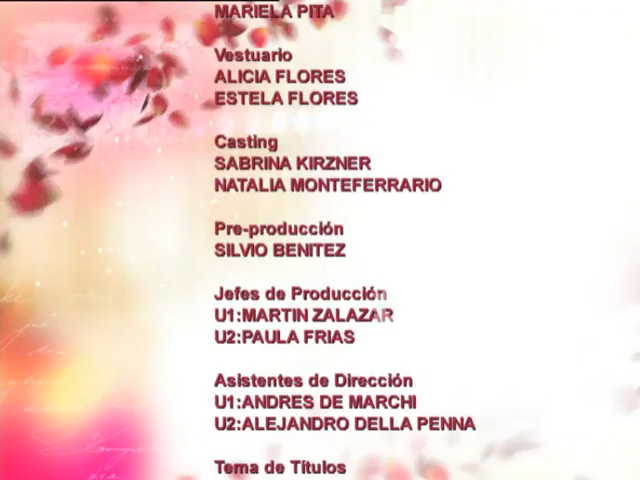 MARIELA PITA
Vestuario
ALICIA FLORES
ESTELA FLORES
Casting
SABRINA KIRZNER
NATALIA MONTEFERRARIO
Pre-producción
SILVIO BENITEZ
Jefes de Producción
U1:MARTIN ZALAZAR
U2:PAULA FRIAS
Asistentes de Dirección
U1:ANDRES DE MARCHI
U2:ALEJANDRO DELLA PENNA
Tema de Títulos